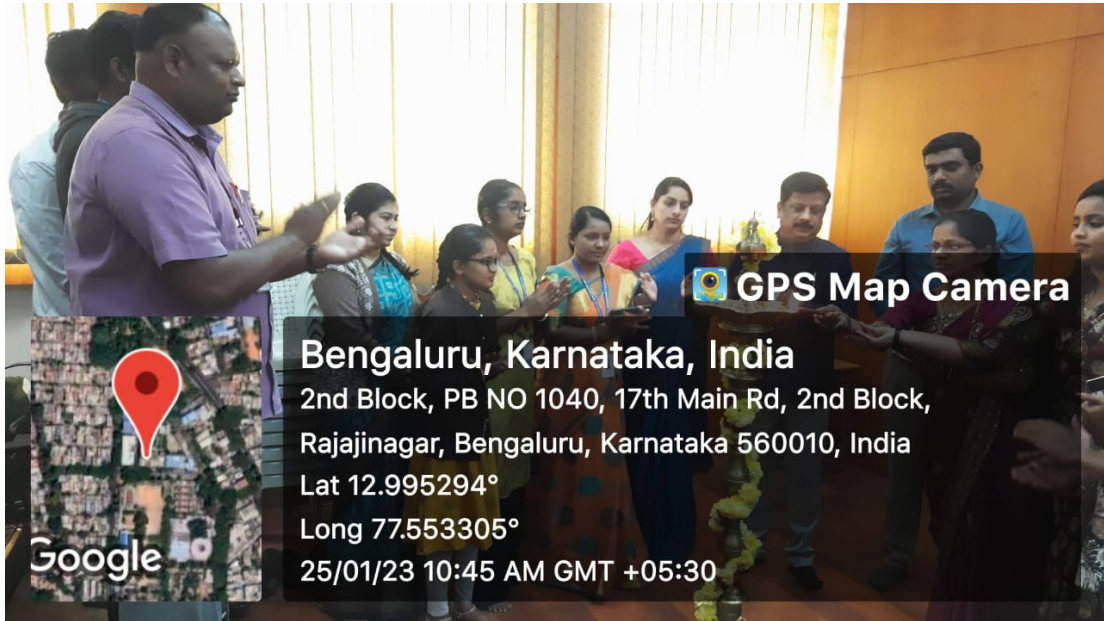 GPS Map Camera
Bengaluru, Karnataka, India
2nd Block, PB NO 1040, 17th Main Rd, 2nd Block,
Rajajinagar, Bengaluru, Karnataka 560010, India
Lat 12.995294°
Long 77.553305°
25/01/23 10:45 AM GMT +05:30
Google